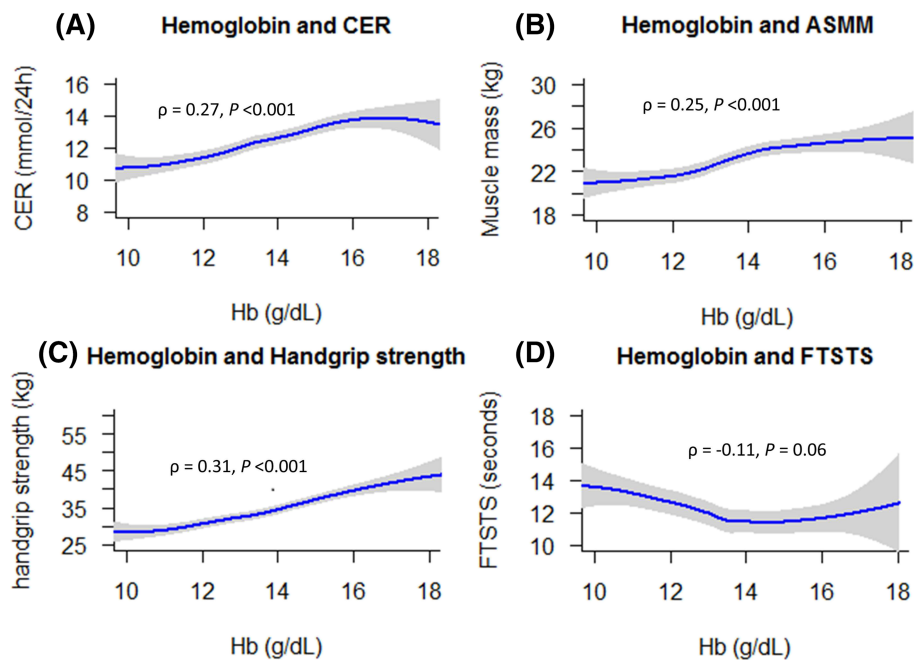 (A)
Hemoglobin and CER
CER (mmol/24h)
16
14
12
10
8
ρ = 0.27, P <0.001
10 12 14 16 18
Hb (g/dL)
(B)
Hemoglobin and ASMM
Muscle mass (kg)
30
26
22
18
ρ = 0.25, P <0.001
10 12 14 16 18
Hb (g/dL)
(C)
Hemoglobin and Handgrip strength
handgrip strength (kg)
55
45
35
25
ρ = 0.31, P <0.001
10 12 14 16 18
Hb (g/dL)
(D)
Hemoglobin and FTSTS
FTSTS (seconds)
18
16
14
12
10
ρ = -0.11, P = 0.06
10 12 14 16 18
Hb (g/dL)